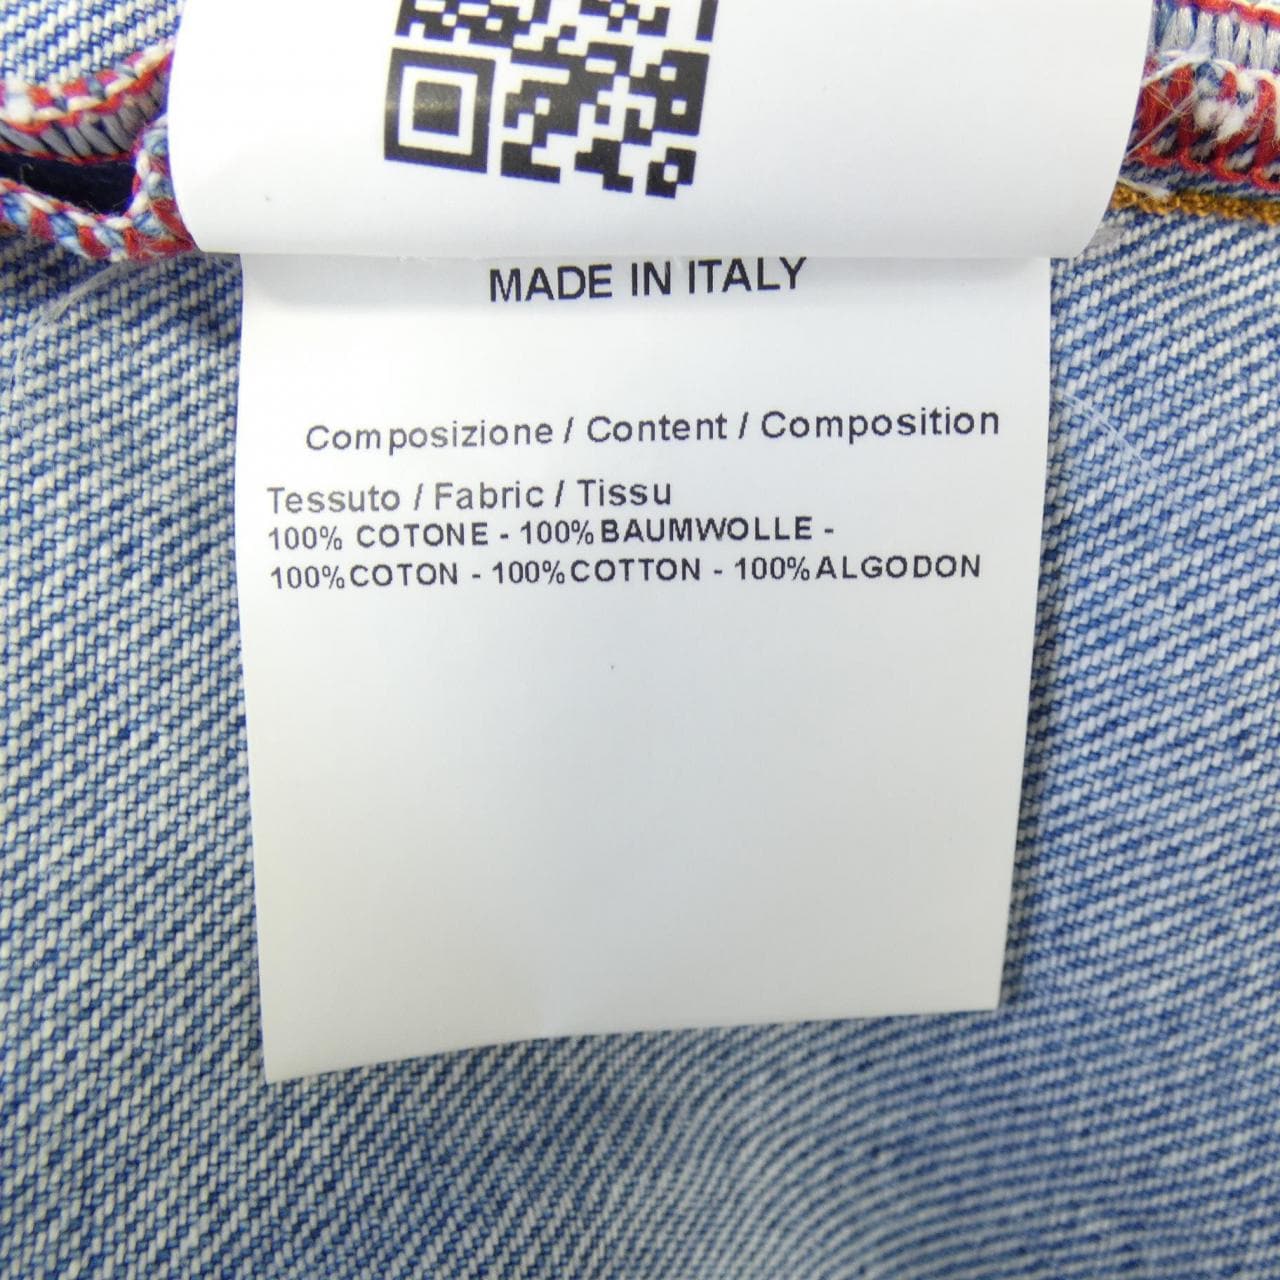 MADE IN ITALY
Composizione / Content / Composition
Tessuto / Fabric / Tissu
100% COTONE - 100% BAUMWOLLE -
100% COTON - 100% COTTON - 100% ALGODON